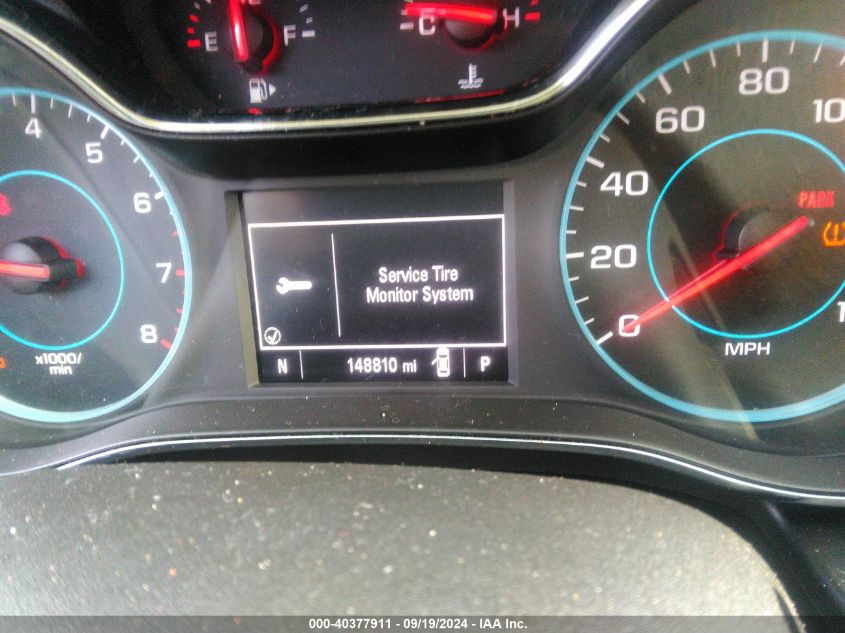 E F
C H
4
5
6
7
8
x1000/
min
Service Tire
Monitor System
N 148810 mi P
0
20
40
60
80
PARK
MPH
000-40377911 - 09/19/2024 - IAA Inc.